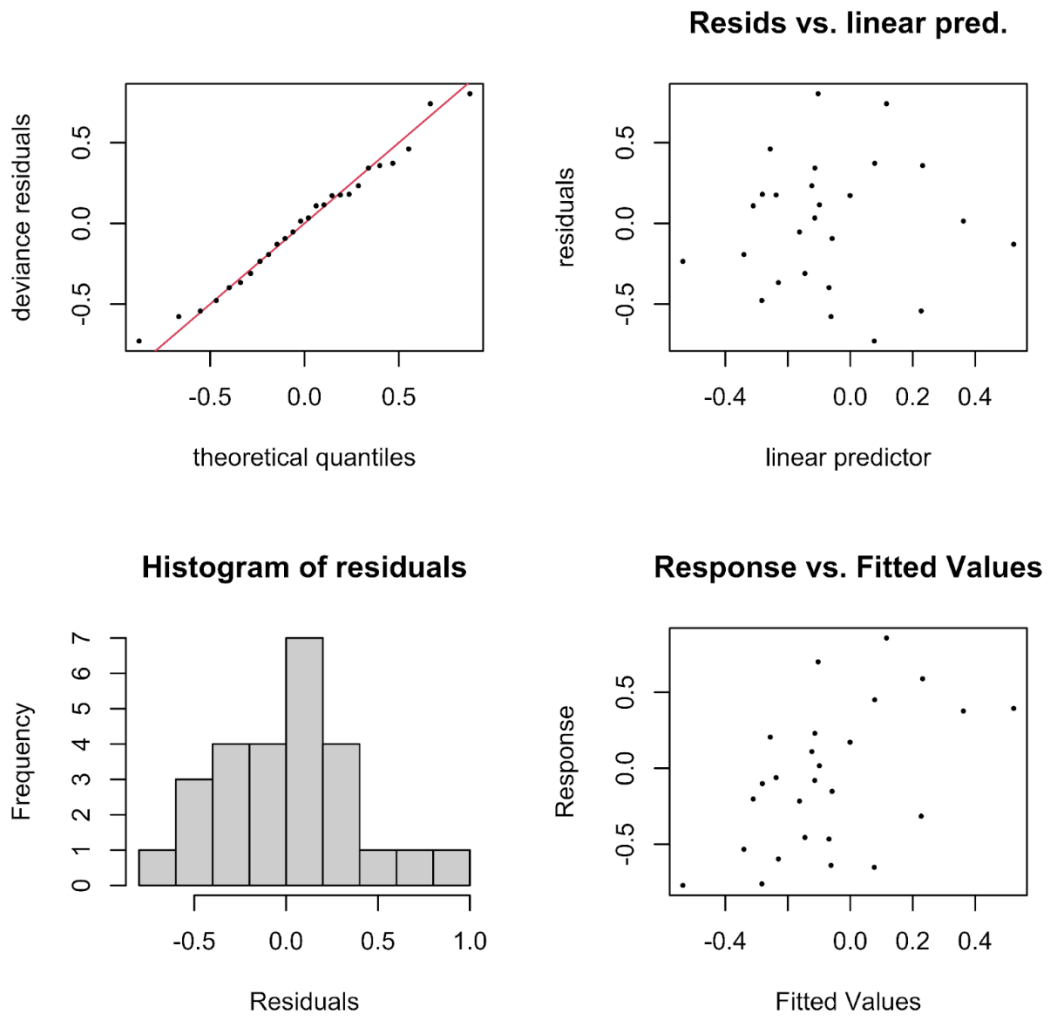 deviance residuals
0.5
0.0
-0.5
-0.5 0.0 0.5
theoretical quantiles
Resids vs. linear pred.
residuals
0.5
0.0
-0.5
-0.4 0.0 0.2 0.4
linear predictor
Histogram of residuals
Frequency
7
6
5
4
3
2
1
0
-0.5 0.0 0.5 1.0
Residuals
Response vs. Fitted Values
Response
0.5
0.0
-0.5
-0.4 0.0 0.2 0.4
Fitted Values